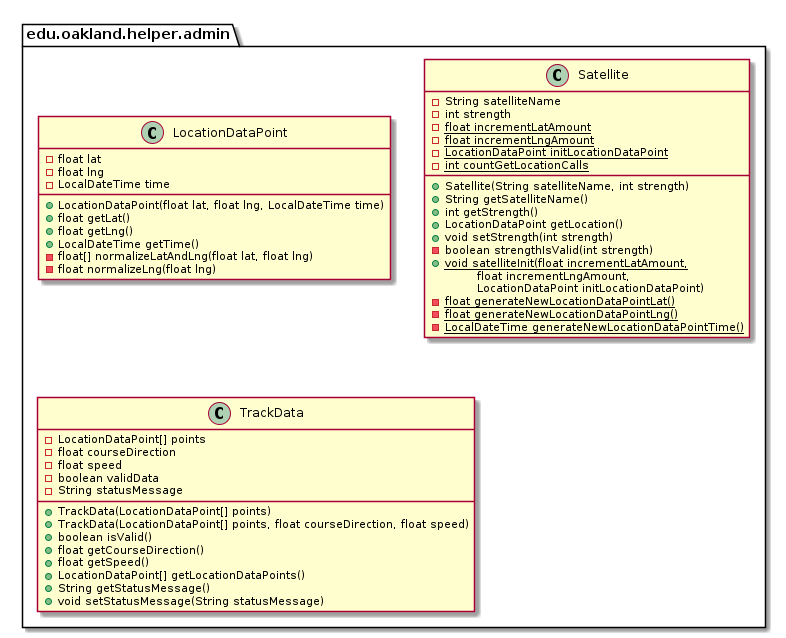 edu.oakland.helper.admin
C LocationDataPoint
float lat
float lng
LocalDateTime time
LocationDataPoint(float lat, float lng, LocalDateTime time)
float getLat()
float getLng()
LocalDateTime getTime()
float[] normalizeLatAndLng(float lat, float lng)
float normalizeLng(float lng)
C Satellite
String satelliteName
int strength
float incrementLatAmount
float incrementLngAmount
LocationDataPoint initLocationDataPoint
int countGetLocationCalls
Satellite(String satelliteName, int strength)
String getSatelliteName()
int getStrength()
LocationDataPoint getLocation()
void setStrength(int strength)
boolean strengthIsValid(int strength)
void satelliteInit(float incrementLatAmount,
float incrementLngAmount,
LocationDataPoint initLocationDataPoint)
float generateNewLocationDataPointLat()
float generateNewLocationDataPointLng()
LocalDateTime generateNewLocationDataPointTime()
C TrackData
LocationDataPoint[] points
float courseDirection
float speed
boolean validData
String statusMessage
TrackData(LocationDataPoint[] points)
TrackData(LocationDataPoint[] points, float courseDirection, float speed)
boolean isValid()
float getCourseDirection()
float getSpeed()
LocationDataPoint[] getLocationDataPoints()
String getStatusMessage()
void setStatusMessage(String statusMessage)